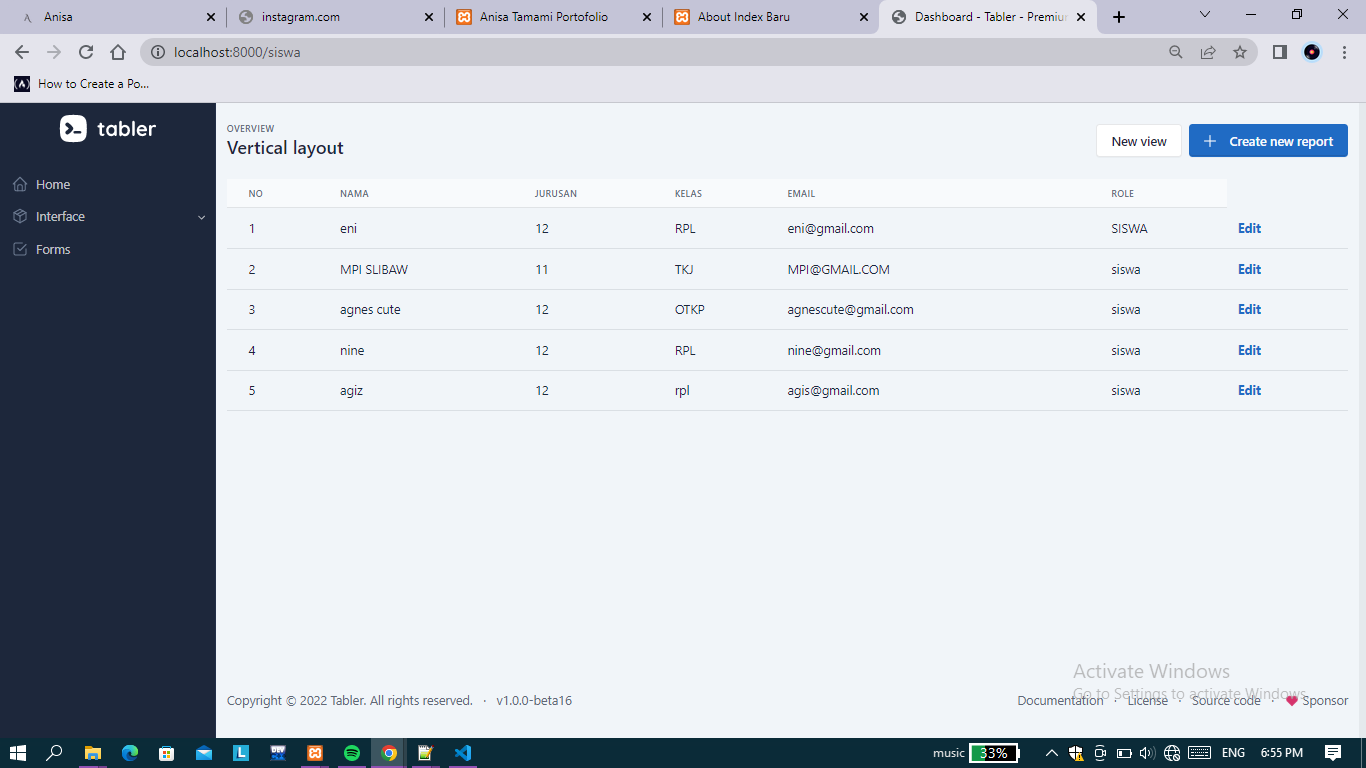 Anisa
instagram.com
Anisa Tamami Portofolio
About Index Baru
Dashboard - Tabler - Premiu
localhost:8000/siswa
How to Create a Po...
tabler
Home
Interface
Forms
OVERVIEW
Vertical layout
New view
Create new report
NO NAMA JURUSAN KELAS EMAIL ROLE
1 eni 12 RPL eni@gmail.com SISWA Edit
2 MPI SLIBAW 11 TKJ MPI@GMAIL.COM siswa Edit
3 agnes cute 12 OTKP agnescute@gmail.com siswa Edit
4 nine 12 RPL nine@gmail.com siswa Edit
5 agiz 12 rpl agis@gmail.com siswa Edit
Activate Windows
Go to Settings to activate Windows.
Copyright © 2022 Tabler. All rights reserved. · v1.0.0-beta16
Documentation · License · Source code · Sponsor
music 33% ENG 6:55 PM